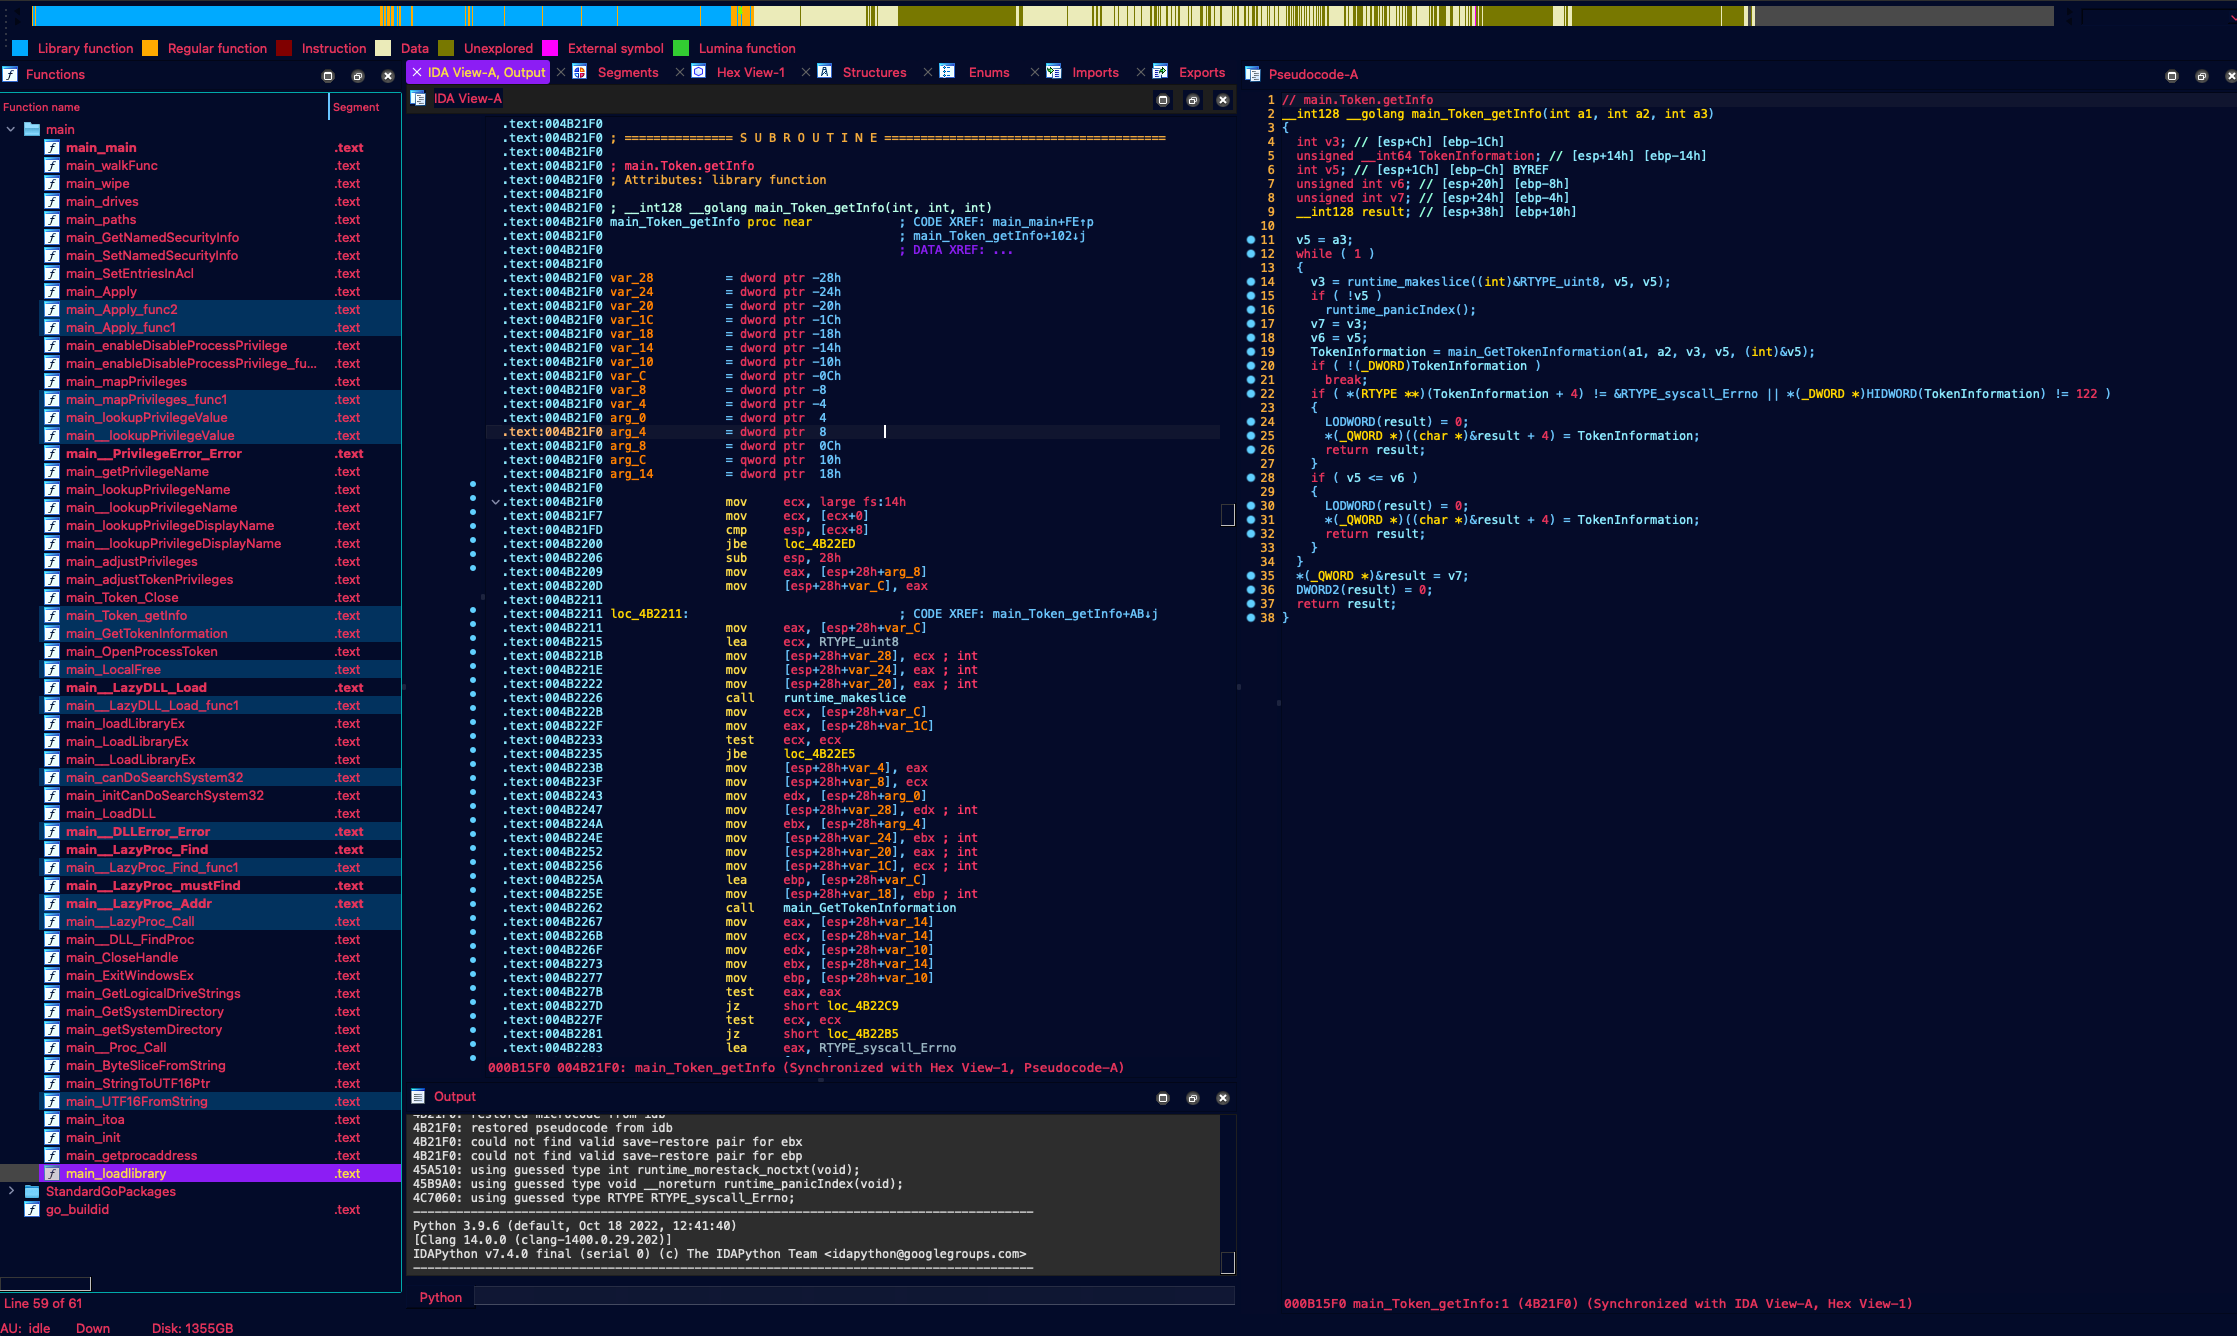 Library function Regular function Instruction Data Unexplored External symbol Lumina function
Functions
Function name Segment
main
main_main .text
main_walkFunc .text
main_wipe .text
main_drives .text
main_paths .text
main_GetNamedSecurityInfo .text
main_SetNamedSecurityInfo .text
main_SetEntriesInAcl .text
main_Apply .text
main_Apply_func2 .text
main_Apply_func1 .text
main_enableDisableProcessPrivilege .text
main_enableDisableProcessPrivilege_fu... .text
main_mapPrivileges .text
main_mapPrivileges_func1 .text
main_lookupPrivilegeValue .text
main__lookupPrivilegeValue .text
main__PrivilegeError_Error .text
main_getPrivilegeName .text
main_lookupPrivilegeName .text
main__lookupPrivilegeName .text
main_lookupPrivilegeDisplayName .text
main__lookupPrivilegeDisplayName .text
main_adjustPrivileges .text
main_adjustTokenPrivileges .text
main_Token_Close .text
main_Token_getInfo .text
main_GetTokenInformation .text
main_OpenProcessToken .text
main_LocalFree .text
main__LazyDLL_Load .text
main__LazyDLL_Load_func1 .text
main_loadLibraryEx .text
main_LoadLibraryEx .text
main__LoadLibraryEx .text
main_canDoSearchSystem32 .text
main_initCanDoSearchSystem32 .text
main_LoadDLL .text
main__DLLError_Error .text
main__LazyProc_Find .text
main__LazyProc_Find_func1 .text
main__LazyProc_mustFind .text
main__LazyProc_Addr .text
main__LazyProc_Call .text
main__DLL_FindProc .text
main_CloseHandle .text
main_ExitWindowsEx .text
main_GetLogicalDriveStrings .text
main_GetSystemDirectory .text
main_getSystemDirectory .text
main__Proc_Call .text
main_ByteSliceFromString .text
main_StringToUTF16Ptr .text
main_UTF16FromString .text
main_itoa .text
main_init .text
main_getprocaddress .text
main_loadlibrary .text
StandardGoPackages
go_buildid .text
Line 59 of 61
AU: idle Down Disk: 1355GB
IDA View-A, Output Segments Hex View-1 Structures Enums Imports Exports
IDA View-A
.text:004B21F0
.text:004B21F0 ; =============== S U B R O U T I N E =======================================
.text:004B21F0
.text:004B21F0 ; main.Token.getInfo
.text:004B21F0 ; Attributes: library function
.text:004B21F0
.text:004B21F0 ; __int128 __golang main_Token_getInfo(int, int, int)
.text:004B21F0 main_Token_getInfo proc near ; CODE XREF: main_main+FE↑p
.text:004B21F0 ; main_Token_getInfo+102↓j
.text:004B21F0 ; DATA XREF: ...
.text:004B21F0
.text:004B21F0 var_28 = dword ptr -28h
.text:004B21F0 var_24 = dword ptr -24h
.text:004B21F0 var_20 = dword ptr -20h
.text:004B21F0 var_1C = dword ptr -1Ch
.text:004B21F0 var_18 = dword ptr -18h
.text:004B21F0 var_14 = dword ptr -14h
.text:004B21F0 var_10 = dword ptr -10h
.text:004B21F0 var_C = dword ptr -0Ch
.text:004B21F0 var_8 = dword ptr -8
.text:004B21F0 var_4 = dword ptr -4
.text:004B21F0 arg_0 = dword ptr 4
.text:004B21F0 arg_4 = dword ptr 8
.text:004B21F0 arg_8 = dword ptr 0Ch
.text:004B21F0 arg_C = qword ptr 10h
.text:004B21F0 arg_14 = dword ptr 18h
.text:004B21F0
.text:004B21F0 mov ecx, large fs:14h
.text:004B21F7 mov ecx, [ecx+0]
.text:004B21FD cmp esp, [ecx+8]
.text:004B2200 jbe loc_4B22ED
.text:004B2206 sub esp, 28h
.text:004B2209 mov eax, [esp+28h+arg_8]
.text:004B220D mov [esp+28h+var_C], eax
.text:004B2211
.text:004B2211 loc_4B2211: ; CODE XREF: main_Token_getInfo+AB↓j
.text:004B2211 mov eax, [esp+28h+var_C]
.text:004B2215 lea ecx, RTYPE_uint8
.text:004B221B mov [esp+28h+var_28], ecx ; int
.text:004B221E mov [esp+28h+var_24], eax ; int
.text:004B2222 mov [esp+28h+var_20], eax ; int
.text:004B2226 call runtime_makeslice
.text:004B222B mov ecx, [esp+28h+var_C]
.text:004B222F mov eax, [esp+28h+var_1C]
.text:004B2233 test ecx, ecx
.text:004B2235 jbe loc_4B22E5
.text:004B223B mov [esp+28h+var_4], eax
.text:004B223F mov [esp+28h+var_8], ecx
.text:004B2243 mov edx, [esp+28h+arg_0]
.text:004B2247 mov [esp+28h+var_28], edx ; int
.text:004B224A mov ebx, [esp+28h+arg_4]
.text:004B224E mov [esp+28h+var_24], ebx ; int
.text:004B2252 mov [esp+28h+var_20], eax ; int
.text:004B2256 mov [esp+28h+var_1C], ecx ; int
.text:004B225A lea ebp, [esp+28h+var_C]
.text:004B225E mov [esp+28h+var_18], ebp ; int
.text:004B2262 call main_GetTokenInformation
.text:004B2267 mov eax, [esp+28h+var_14]
.text:004B226B mov ecx, [esp+28h+var_14]
.text:004B226F mov edx, [esp+28h+var_10]
.text:004B2273 mov ebx, [esp+28h+var_14]
.text:004B2277 mov ebp, [esp+28h+var_10]
.text:004B227B test eax, eax
.text:004B227D jz short loc_4B22C9
.text:004B227F test ecx, ecx
.text:004B2281 jz short loc_4B22B5
.text:004B2283 lea eax, RTYPE_syscall_Errno
000B15F0 004B21F0: main_Token_getInfo (Synchronized with Hex View-1, Pseudocode-A)
Output
4B21F0: restored microcode from idb
4B21F0: restored pseudocode from idb
4B21F0: could not find valid save-restore pair for ebx
4B21F0: could not find valid save-restore pair for ebp
45A510: using guessed type int runtime_morestack_noctxt(void);
45B9A0: using guessed type void __noreturn runtime_panicIndex(void);
4C7060: using guessed type RTYPE RTYPE_syscall_Errno;
Python 3.9.6 (default, Oct 18 2022, 12:41:40)
[Clang 14.0.0 (clang-1400.0.29.202)]
IDAPython v7.4.0 final (serial 0) (c) The IDAPython Team <idapython@googlegroups.com>
Python
Pseudocode-A
1 // main.Token.getInfo
2 __int128 __golang main_Token_getInfo(int a1, int a2, int a3)
3 {
4 int v3; // [esp+Ch] [ebp-1Ch]
5 unsigned __int64 TokenInformation; // [esp+14h] [ebp-14h]
6 int v5; // [esp+1Ch] [ebp-Ch] BYREF
7 unsigned int v6; // [esp+20h] [ebp-8h]
8 unsigned int v7; // [esp+24h] [ebp-4h]
9 __int128 result; // [esp+38h] [ebp+10h]
10
11 v5 = a3;
12 while ( 1 )
13 {
14 v3 = runtime_makeslice((int)&RTYPE_uint8, v5, v5);
15 if ( !v5 )
16 runtime_panicIndex();
17 v7 = v3;
18 v6 = v5;
19 TokenInformation = main_GetTokenInformation(a1, a2, v3, v5, (int)&v5);
20 if ( !(_DWORD)TokenInformation )
21 break;
22 if ( *(RTYPE **)(TokenInformation + 4) != &RTYPE_syscall_Errno || *(_DWORD *)HIDWORD(TokenInformation) != 122 )
23 {
24 LODWORD(result) = 0;
25 *(_QWORD *)((char *)&result + 4) = TokenInformation;
26 return result;
27 }
28 if ( v5 <= v6 )
29 {
30 LODWORD(result) = 0;
31 *(_QWORD *)((char *)&result + 4) = TokenInformation;
32 return result;
33 }
34 }
35 *(_QWORD *)&result = v7;
36 DWORD2(result) = 0;
37 return result;
38 }
000B15F0 main_Token_getInfo:1 (4B21F0) (Synchronized with IDA View-A, Hex View-1)